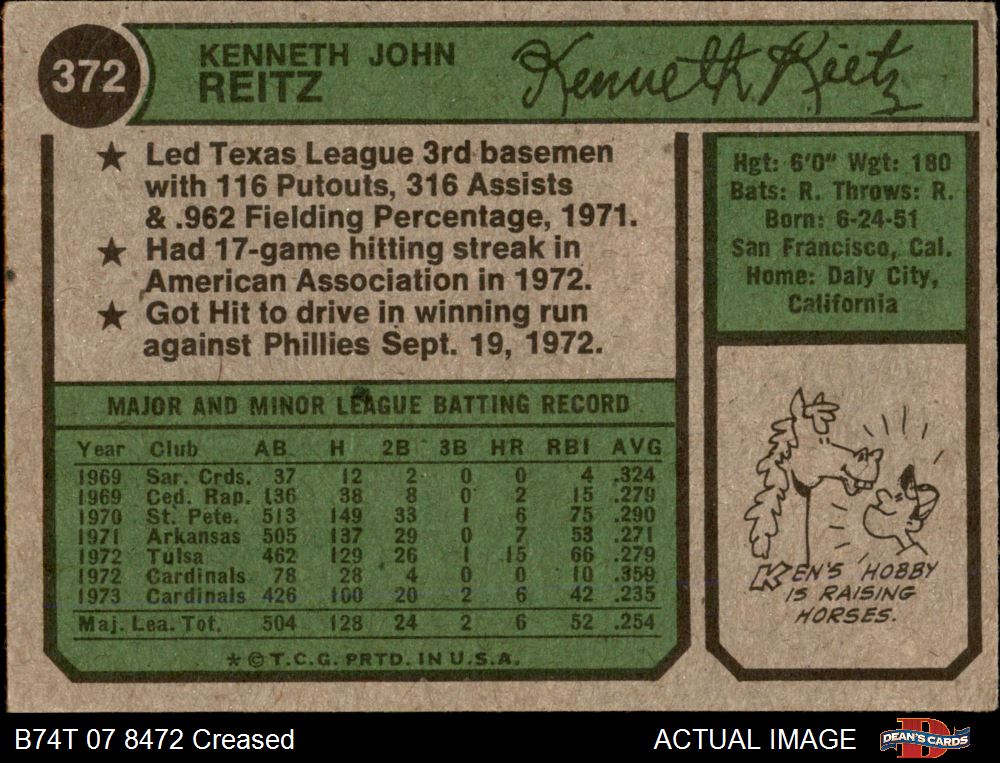 372
KENNETH JOHN
REITZ
Kenneth Reitz
★ Led Texas League 3rd basemen
with 116 Putouts, 316 Assists
& .962 Fielding Percentage, 1971.
★ Had 17-game hitting streak in
American Association in 1972.
★ Got Hit to drive in winning run
against Phillies Sept. 19, 1972.
Hgt: 6'0" Wgt: 180
Bats: R. Throws: R.
Born: 6-24-51
San Francisco, Cal.
Home: Daly City,
California
MAJOR AND MINOR LEAGUE BATTING RECORD
Year Club AB H 2B 3B HR RBI AVG
1969 Sar. Crds. 37 12 2 0 0 4 .324
1969 Ced. Rap. 136 38 8 0 2 15 .279
1970 St. Pete. 513 149 33 1 6 75 .290
1971 Arkansas 505 137 29 0 7 53 .271
1972 Tulsa 462 129 26 1 15 66 .279
1972 Cardinals 78 28 4 0 0 10 .359
1973 Cardinals 426 100 20 2 6 42 .235
Maj. Lea. Tot. 504 128 24 2 6 52 .254
* © T.C.G. PRTD. IN U.S.A.
KEN'S HOBBY
IS RAISING
HORSES.
B74T 07 8472 Creased
ACTUAL IMAGE
D
DEAN'S CARDS